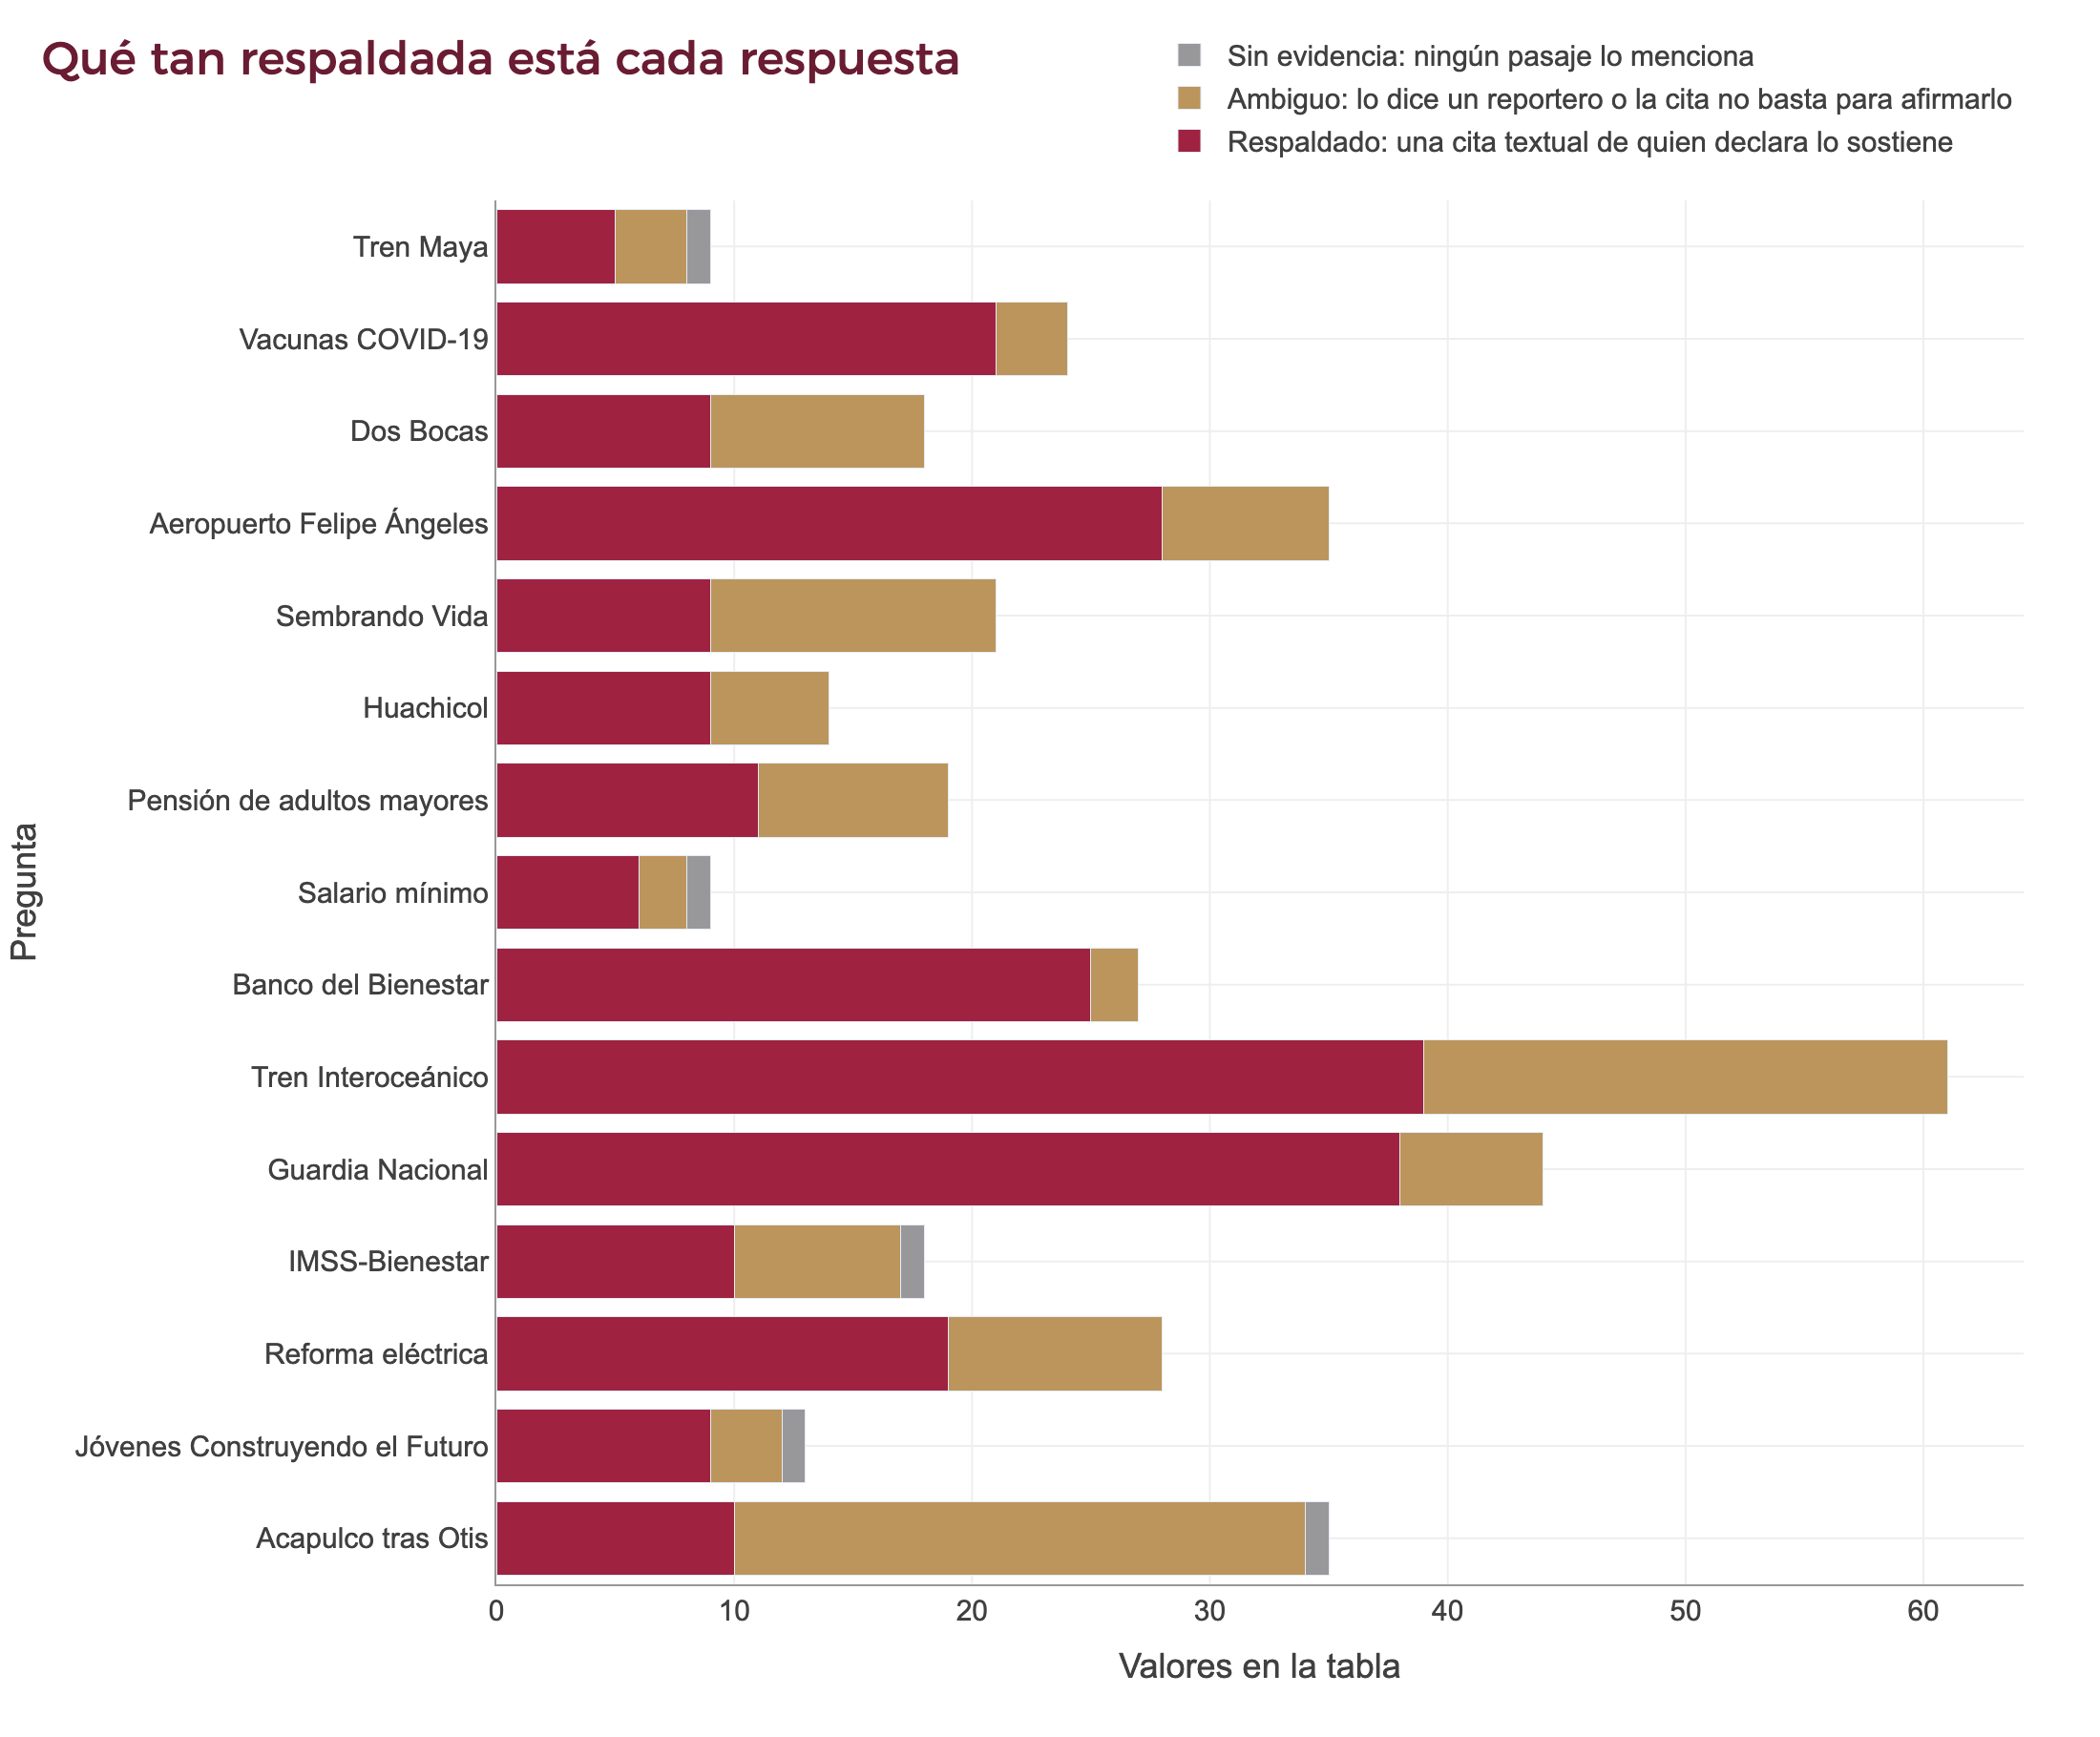 Qué tan respaldada está cada respuesta
Sin evidencia: ningún pasaje lo menciona
Ambiguo: lo dice un reportero o la cita no basta para afirmarlo
Respaldado: una cita textual de quien declara lo sostiene
Pregunta
Tren Maya
Vacunas COVID-19
Dos Bocas
Aeropuerto Felipe Ángeles
Sembrando Vida
Huachicol
Pensión de adultos mayores
Salario mínimo
Banco del Bienestar
Tren Interoceánico
Guardia Nacional
IMSS-Bienestar
Reforma eléctrica
Jóvenes Construyendo el Futuro
Acapulco tras Otis
0 10 20 30 40 50 60
Valores en la tabla